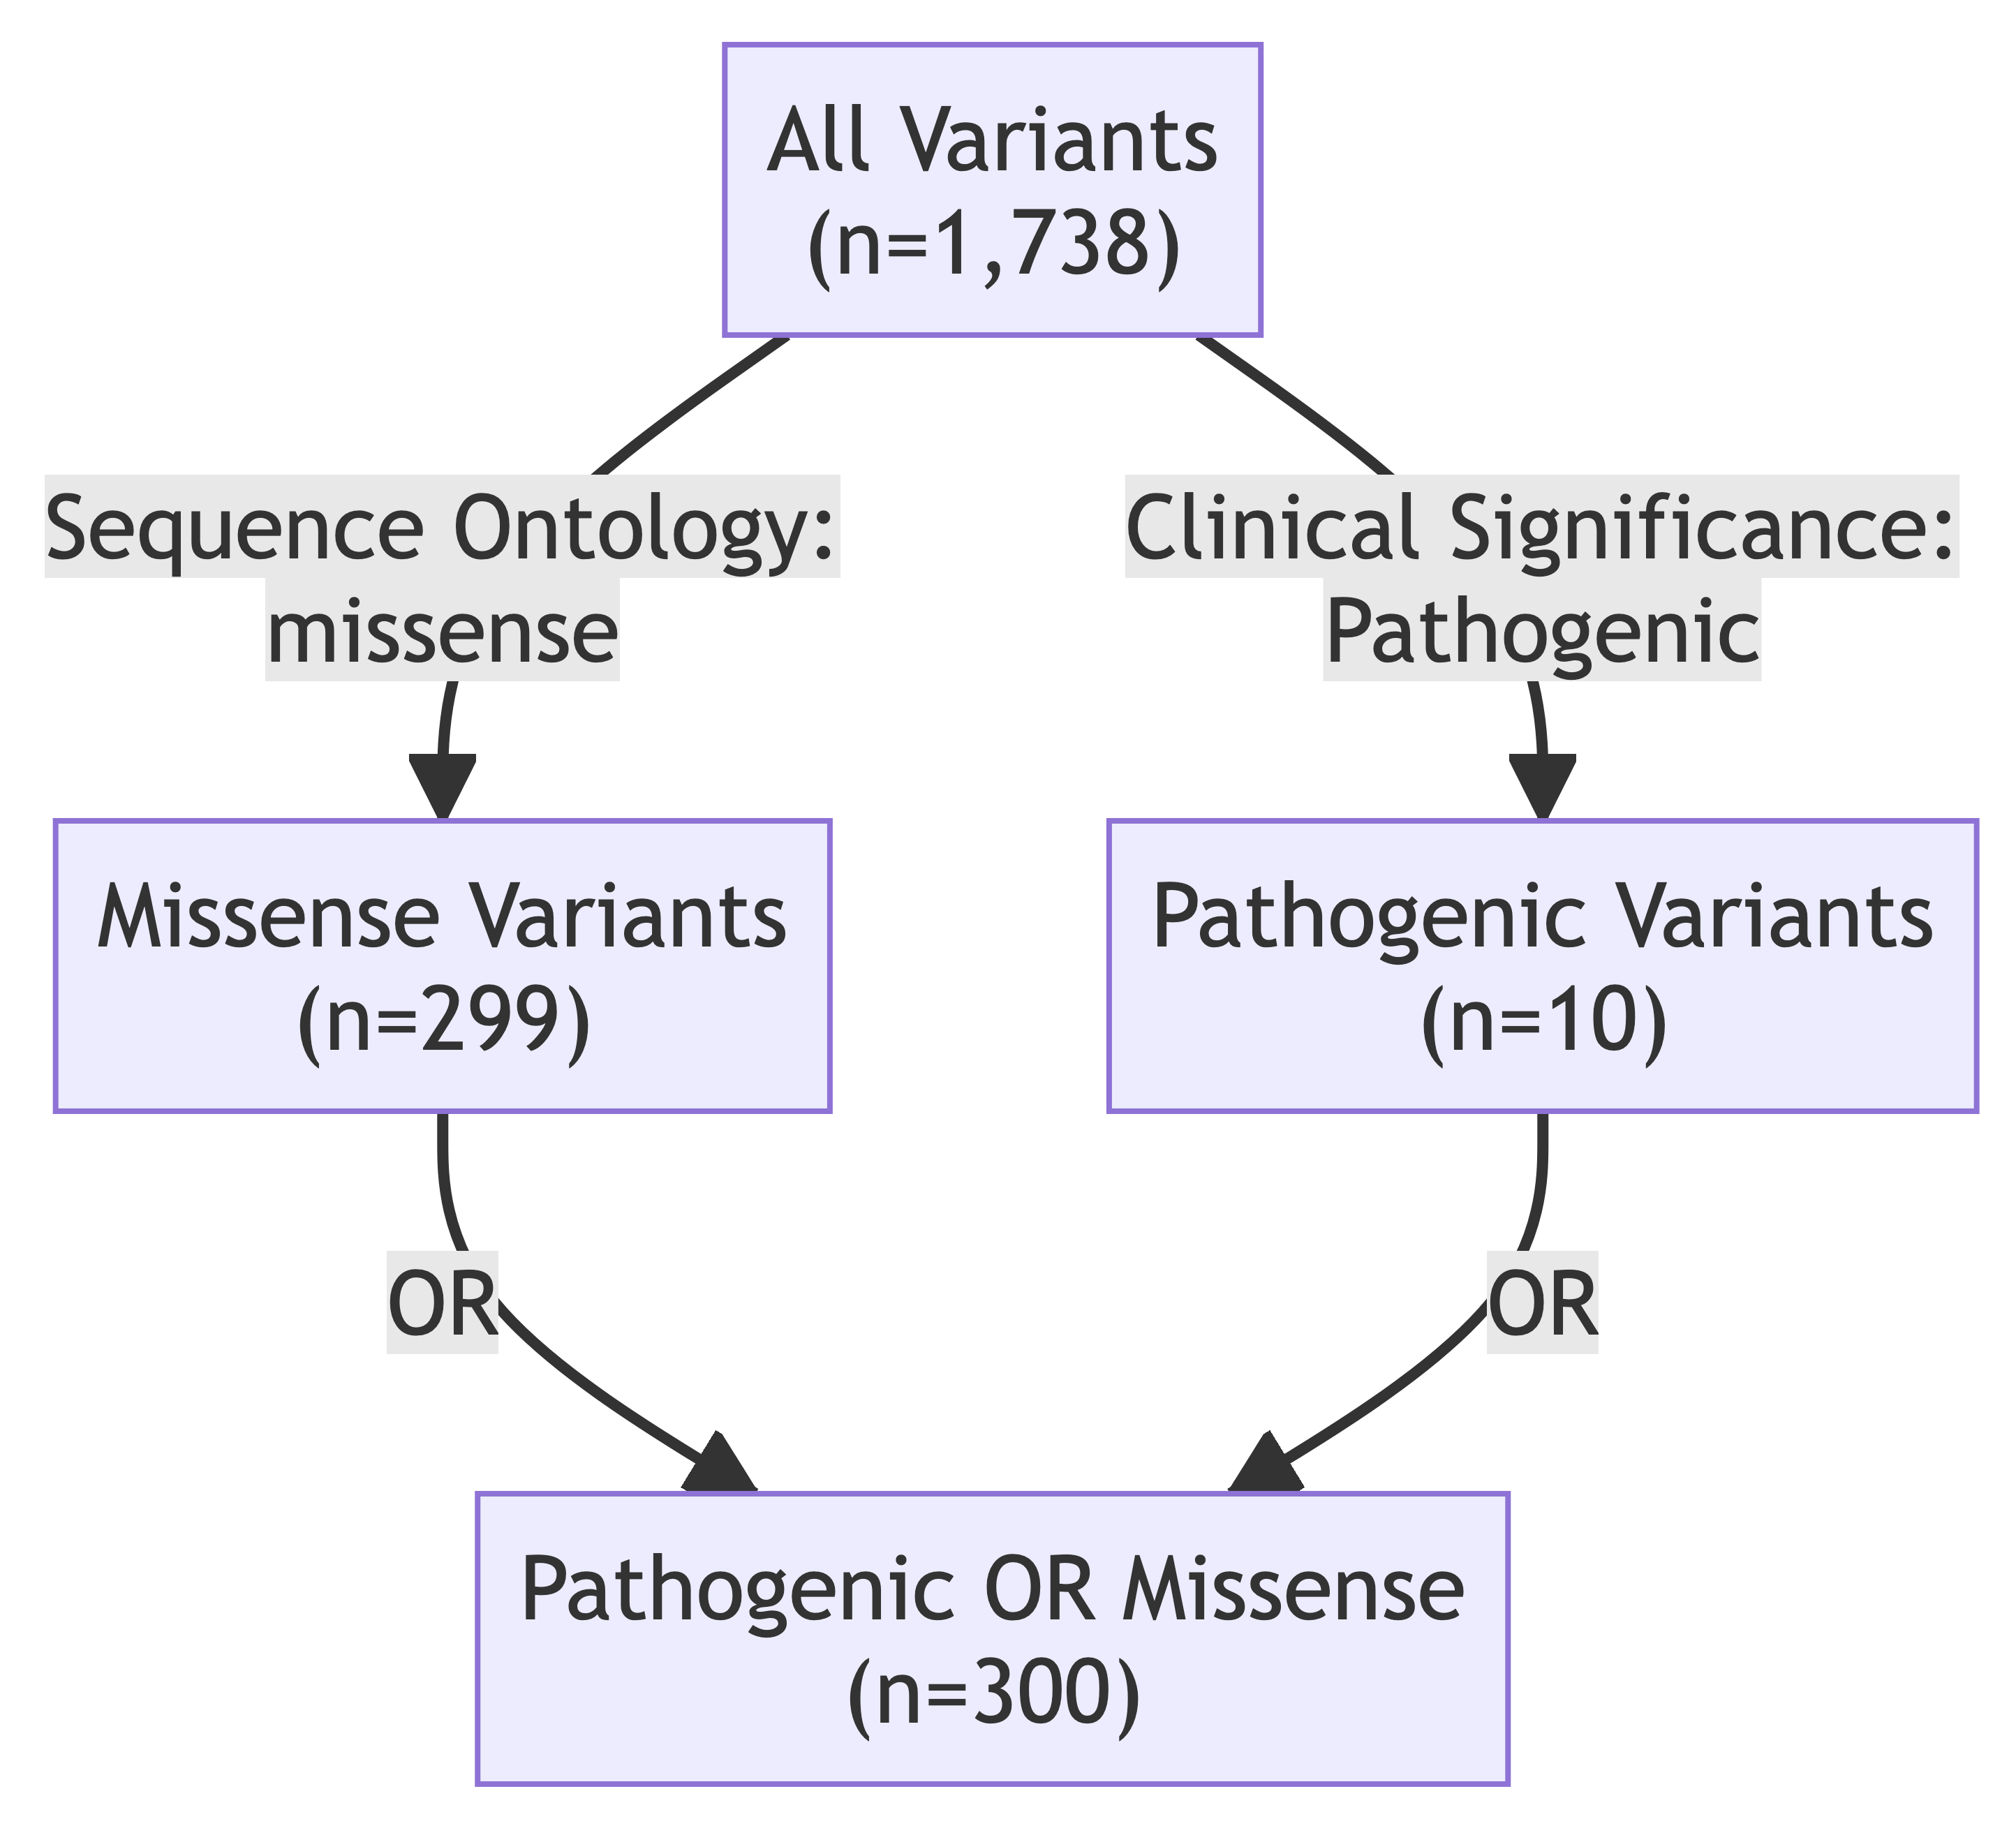 All Variants
(n=1,738)
Sequence Ontology:
missense
Clinical Significance:
Pathogenic
Missense Variants
(n=299)
Pathogenic Variants
(n=10)
OR
OR
Pathogenic OR Missense
(n=300)